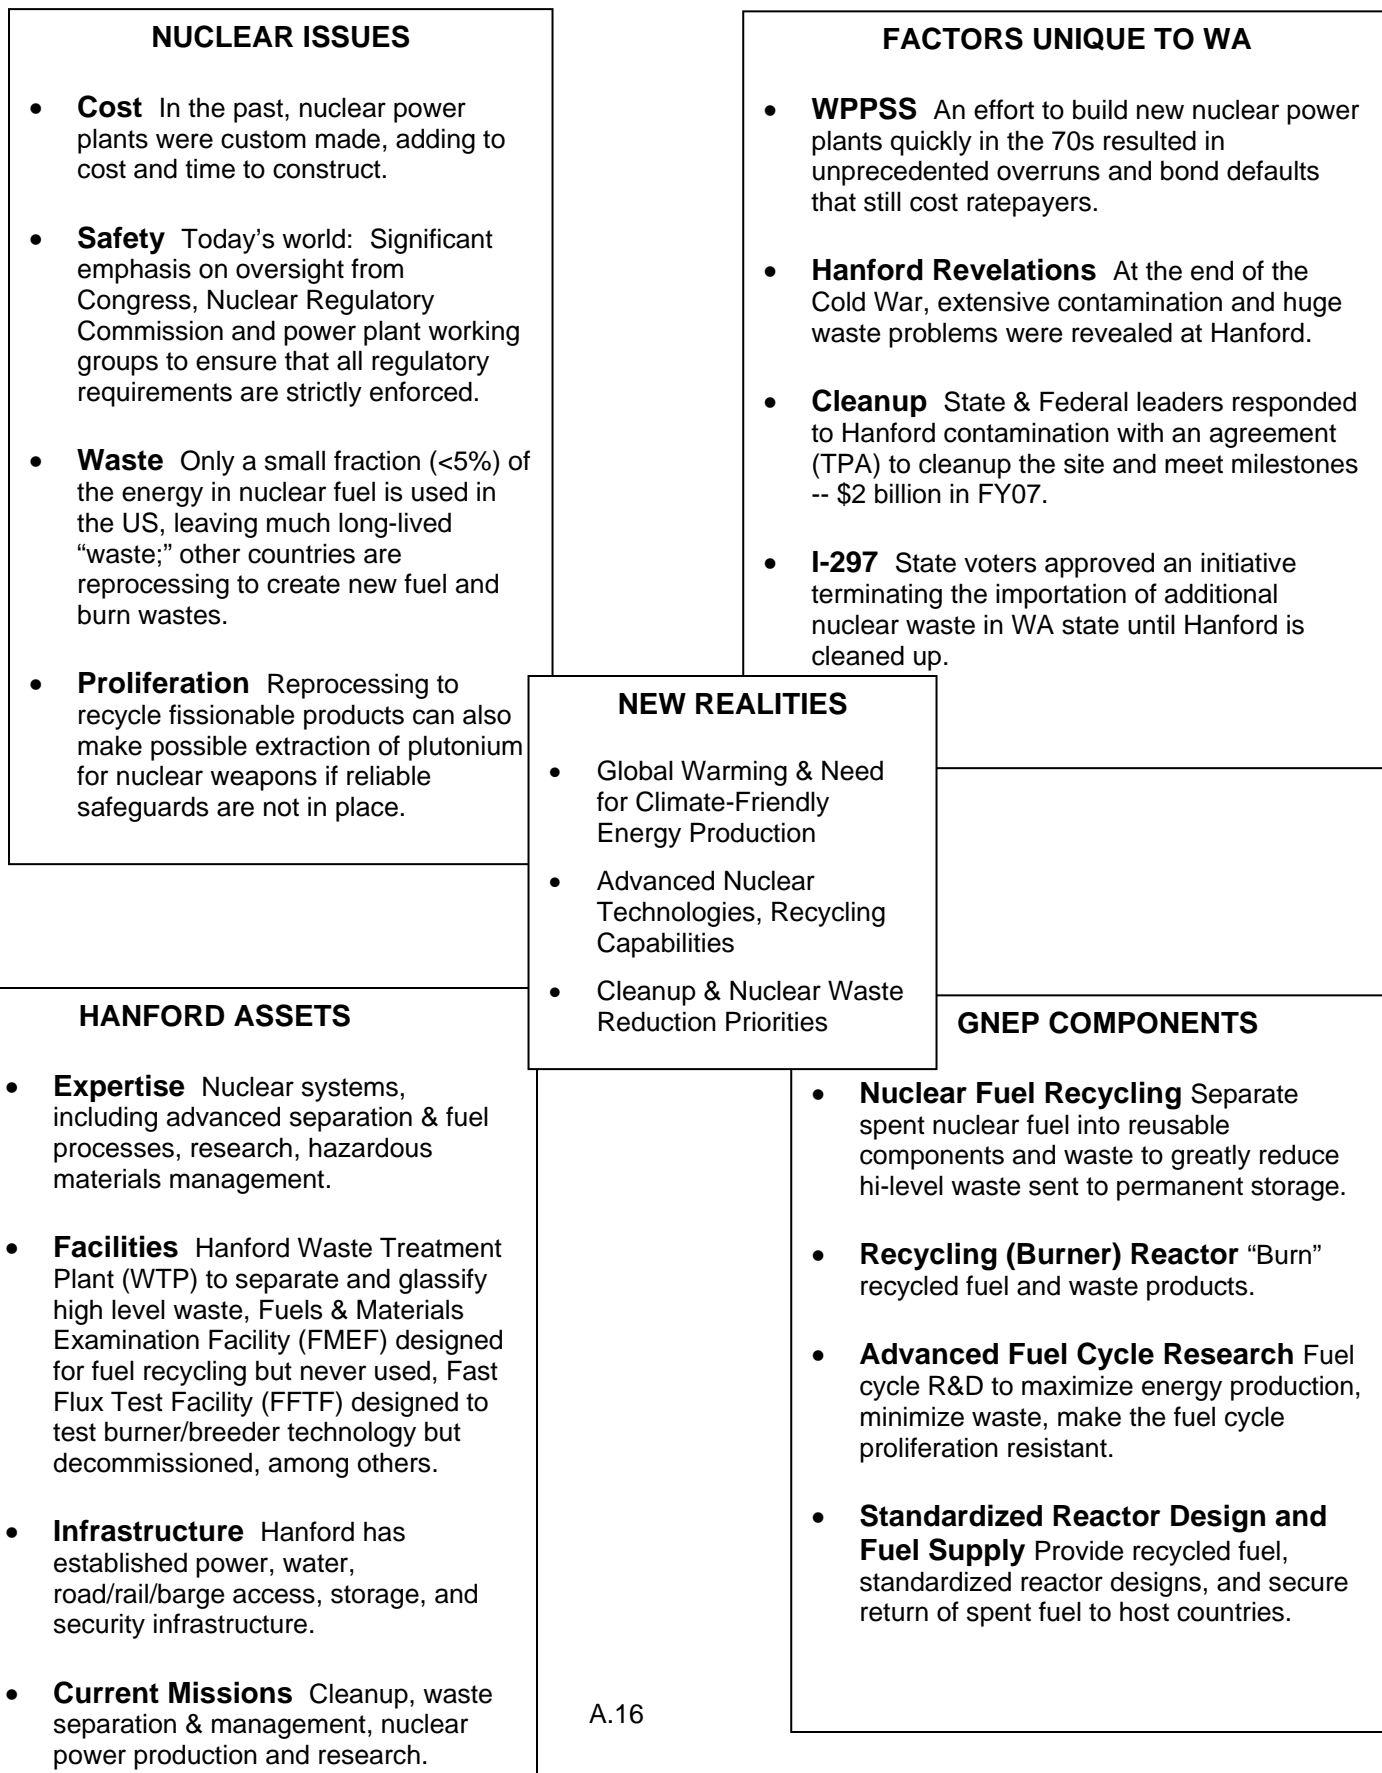 NUCLEAR ISSUES
• Cost In the past, nuclear power
plants were custom made, adding to
cost and time to construct.
• Safety Today's world: Significant
emphasis on oversight from
Congress, Nuclear Regulatory
Commission and power plant working
groups to ensure that all regulatory
requirements are strictly enforced.
• Waste Only a small fraction (<5%) of
the energy in nuclear fuel is used in
the US, leaving much long-lived
“waste;” other countries are
reprocessing to create new fuel and
burn wastes.
• Proliferation Reprocessing to
recycle fissionable products can also
make possible extraction of plutonium
for nuclear weapons if reliable
safeguards are not in place.
FACTORS UNIQUE TO WA
• WPPSS An effort to build new nuclear power
plants quickly in the 70s resulted in
unprecedented overruns and bond defaults
that still cost ratepayers.
• Hanford Revelations At the end of the
Cold War, extensive contamination and huge
waste problems were revealed at Hanford.
• Cleanup State & Federal leaders responded
to Hanford contamination with an agreement
(TPA) to cleanup the site and meet milestones
-- $2 billion in FY07.
• I-297 State voters approved an initiative
terminating the importation of additional
nuclear waste in WA state until Hanford is
cleaned up.
NEW REALITIES
• Global Warming & Need
for Climate-Friendly
Energy Production
• Advanced Nuclear
Technologies, Recycling
Capabilities
• Cleanup & Nuclear Waste
Reduction Priorities
HANFORD ASSETS
• Expertise Nuclear systems,
including advanced separation & fuel
processes, research, hazardous
materials management.
• Facilities Hanford Waste Treatment
Plant (WTP) to separate and glassify
high level waste, Fuels & Materials
Examination Facility (FMEF) designed
for fuel recycling but never used, Fast
Flux Test Facility (FFTF) designed to
test burner/breeder technology but
decommissioned, among others.
• Infrastructure Hanford has
established power, water,
road/rail/barge access, storage, and
security infrastructure.
• Current Missions Cleanup, waste
separation & management, nuclear
power production and research.
GNEP COMPONENTS
• Nuclear Fuel Recycling Separate
spent nuclear fuel into reusable
components and waste to greatly reduce
hi-level waste sent to permanent storage.
• Recycling (Burner) Reactor “Burn”
recycled fuel and waste products.
• Advanced Fuel Cycle Research Fuel
cycle R&D to maximize energy production,
minimize waste, make the fuel cycle
proliferation resistant.
• Standardized Reactor Design and
Fuel Supply Provide recycled fuel,
standardized reactor designs, and secure
return of spent fuel to host countries.
A.16